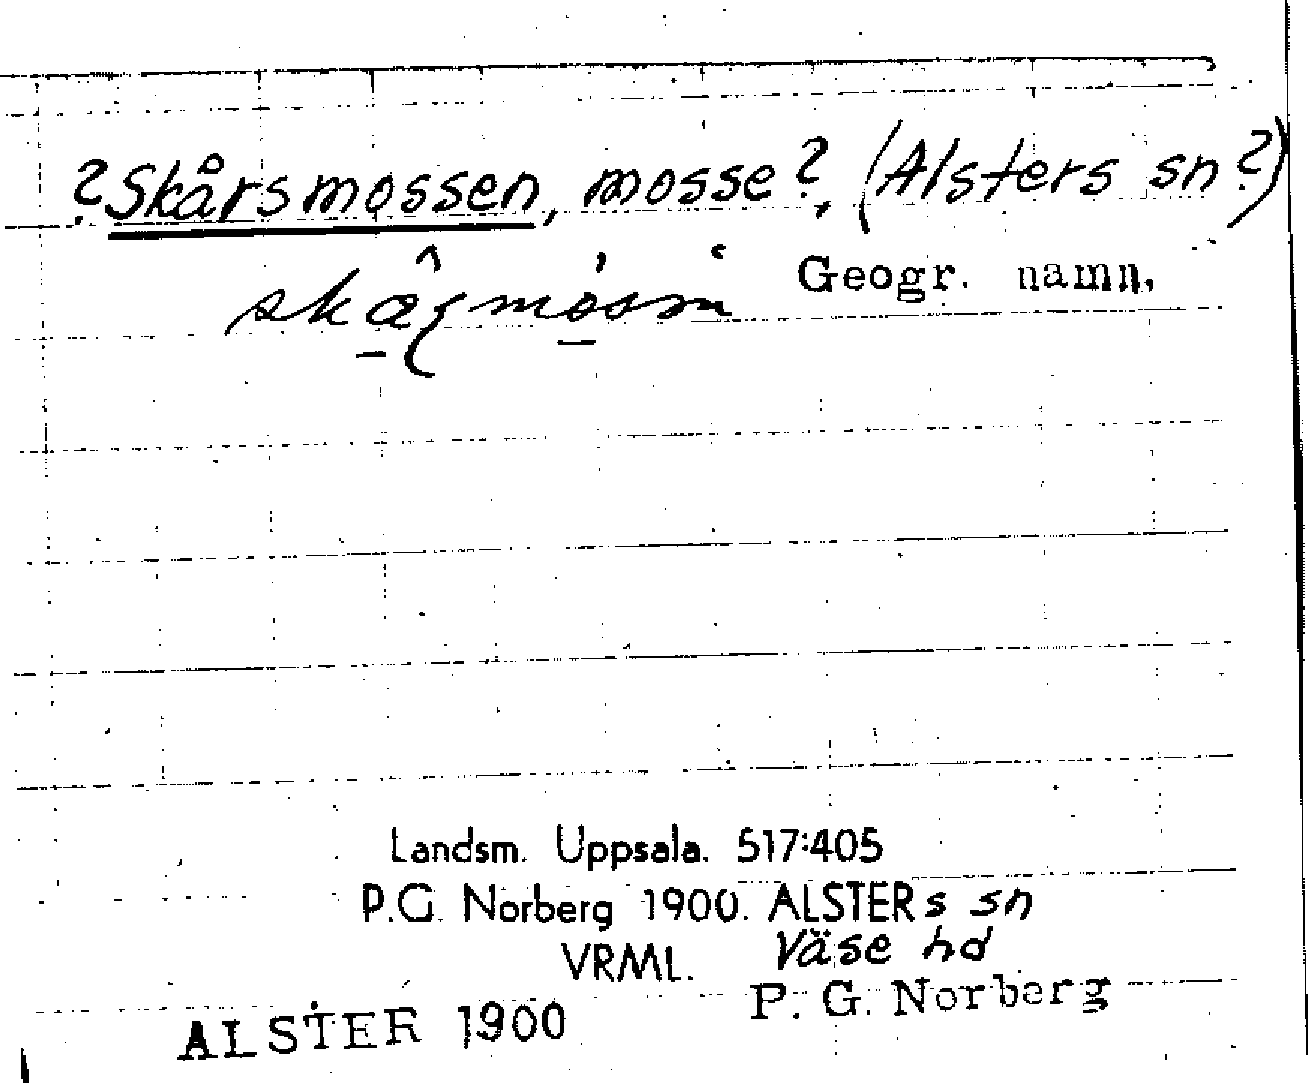 ?Skårsmossen, mosse?, (Alsters sn?)
Geogr. namn.
Landsm. Uppsala. 517:405
P.G. Norberg 1900. ALSTERs sn
VRML. Väse hd
P. G. Norberg
ALSTER 1900